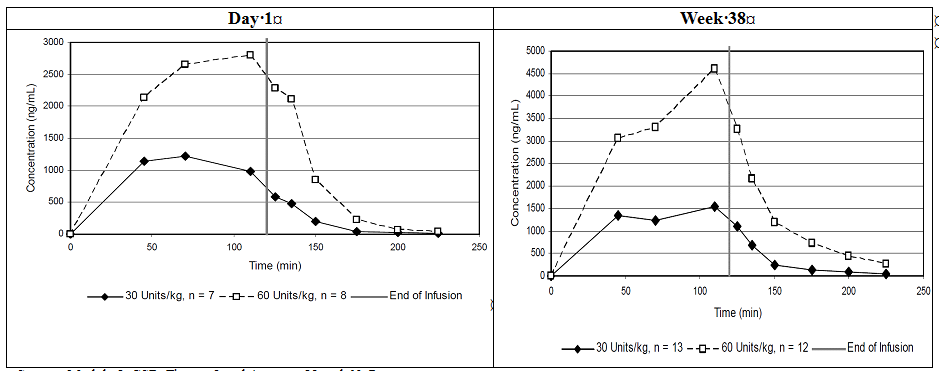 Day·1¤
Week·38¤
¤
¤
3000
2500
2000
1500
1000
500
0
Concentration (ng/mL)
0
50
100
150
200
250
Time (min)
30 Units/kg, n = 7
60 Units/kg, n = 8
End of Infusion
¤
5000
4500
4000
3500
3000
2500
2000
1500
1000
500
0
Concentration (ng/mL)
0
50
100
150
200
250
Time (min)
30 Units/kg, n = 13
60 Units/kg, n = 12
End of Infusion